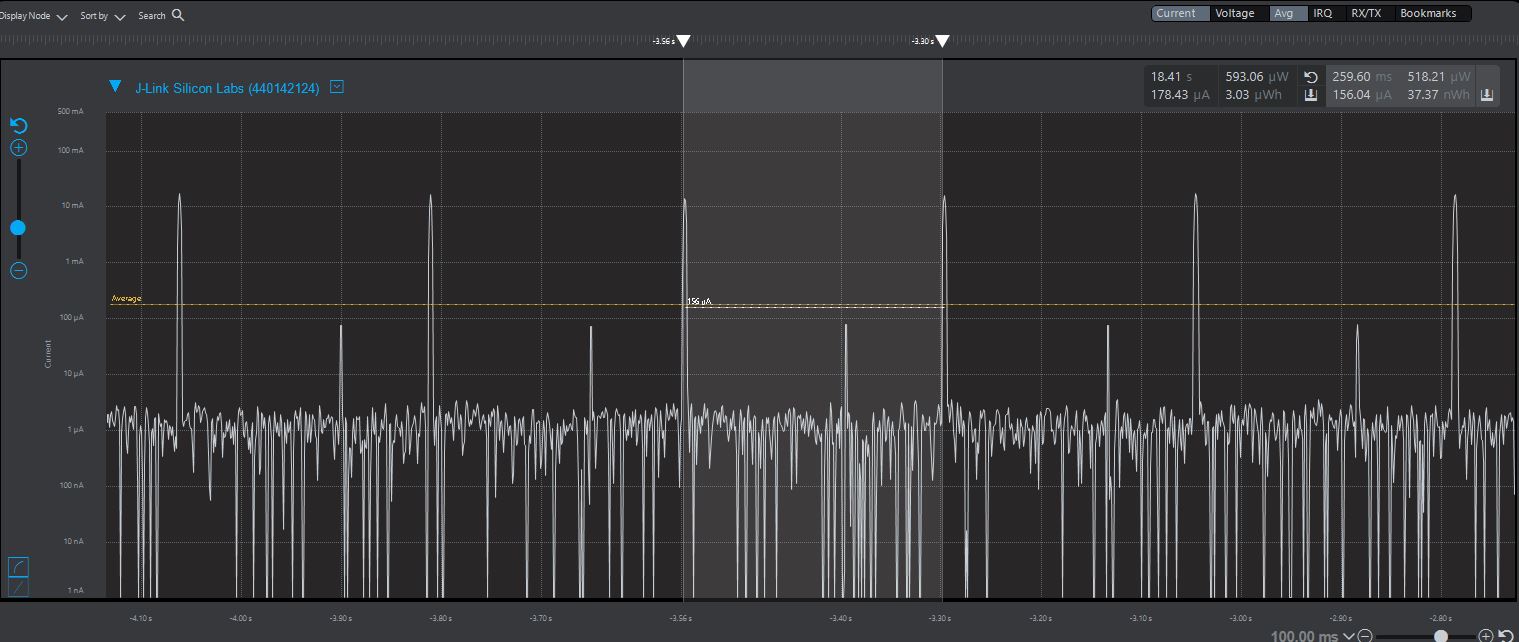 Display Node Sort by Search Current Voltage Avg IRQ RX/TX Bookmarks
-3.56 s -3.30 s
J-Link Silicon Labs (440142124)
18.41 s 593.06 µW 259.60 ms 518.21 µW
178.43 µA 3.03 µWh 156.04 µA 37.37 nWh
500 mA
100 mA
10 mA
1 mA
Average
156 µA
100 µA
Current
10 µA
1 µA
100 nA
10 nA
1 nA
-4.10 s -4.00 s -3.90 s -3.80 s -3.70 s -3.56 s -3.40 s -3.30 s -3.20 s -3.10 s -3.00 s -2.90 s -2.80 s
100.00 ms